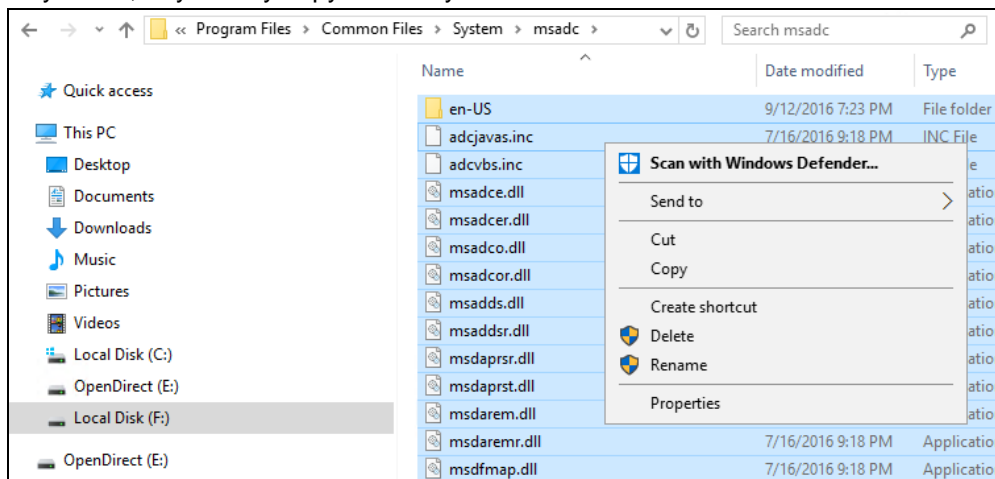 « Program Files > Common Files > System > msadc >
Search msadc
Name Date modified Type
Quick access
This PC
Desktop
Documents
Downloads
Music
Pictures
Videos
Local Disk (C:)
OpenDirect (E:)
Local Disk (F:)
OpenDirect (E:)
en-US 9/12/2016 7:23 PM File folder
adcjavas.inc 7/16/2016 9:18 PM INC File
adcvbs.inc
msadce.dll
msadcer.dll
msadco.dll
msadcor.dll
msadds.dll
msaddsr.dll
msdaprsr.dll
msdaprst.dll
msdarem.dll
msdaremr.dll 7/16/2016 9:18 PM Applicatio
msdfmap.dll 7/16/2016 9:18 PM Applicatio
Scan with Windows Defender...
Send to
Cut
Copy
Create shortcut
Delete
Rename
Properties